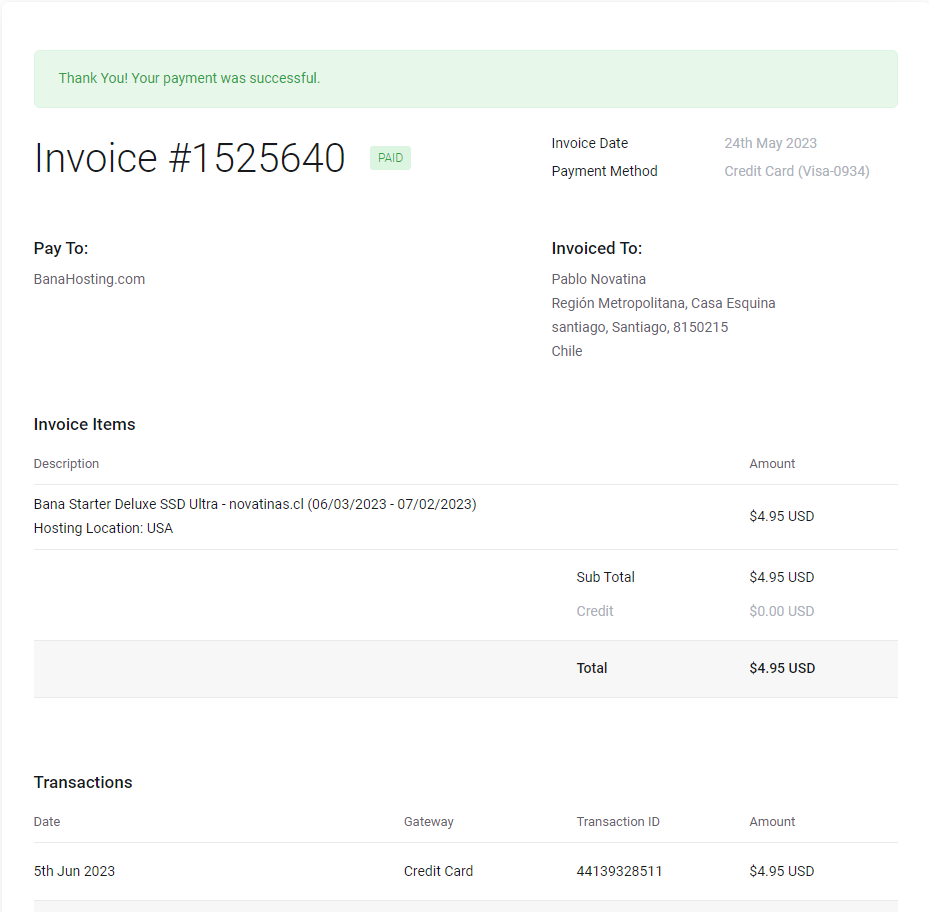 Thank You! Your payment was successful.
Invoice #1525640 PAID
Invoice Date 24th May 2023
Payment Method Credit Card (Visa-0934)
Pay To:
BanaHosting.com
Invoiced To:
Pablo Novatina
Región Metropolitana, Casa Esquina
santiago, Santiago, 8150215
Chile
Invoice Items
Description Amount
Bana Starter Deluxe SSD Ultra - novatinas.cl (06/03/2023 - 07/02/2023)
Hosting Location: USA
$4.95 USD
Sub Total $4.95 USD
Credit $0.00 USD
Total $4.95 USD
Transactions
Date Gateway Transaction ID Amount
5th Jun 2023 Credit Card 44139328511 $4.95 USD